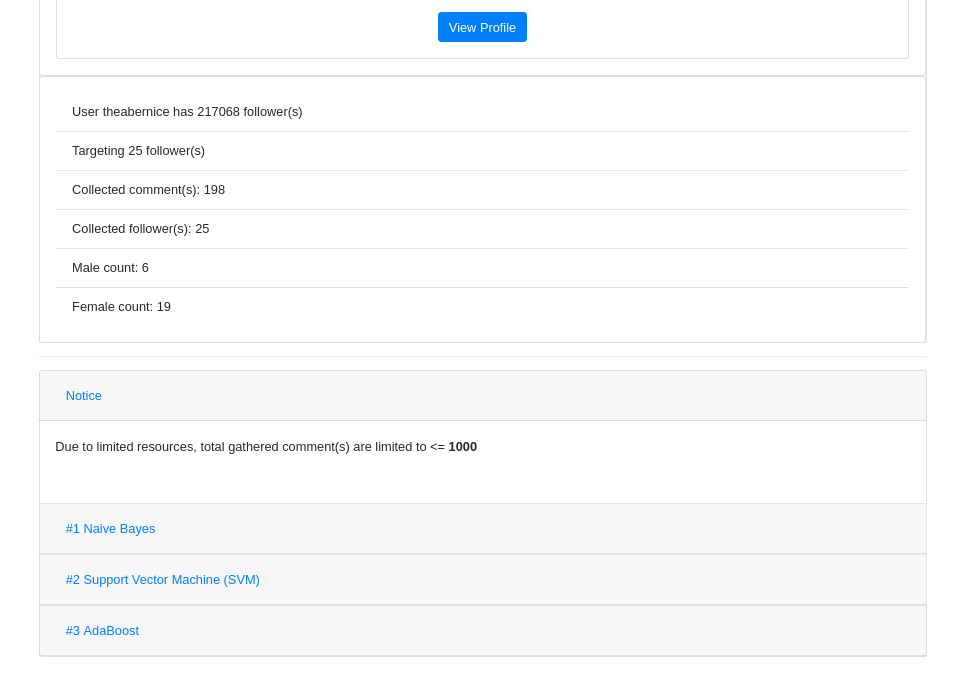 View Profile
User theabernice has 217068 follower(s)
Targeting 25 follower(s)
Collected comment(s): 198
Collected follower(s): 25
Male count: 6
Female count: 19
Notice
Due to limited resources, total gathered comment(s) are limited to <= 1000
#1 Naive Bayes
#2 Support Vector Machine (SVM)
#3 AdaBoost